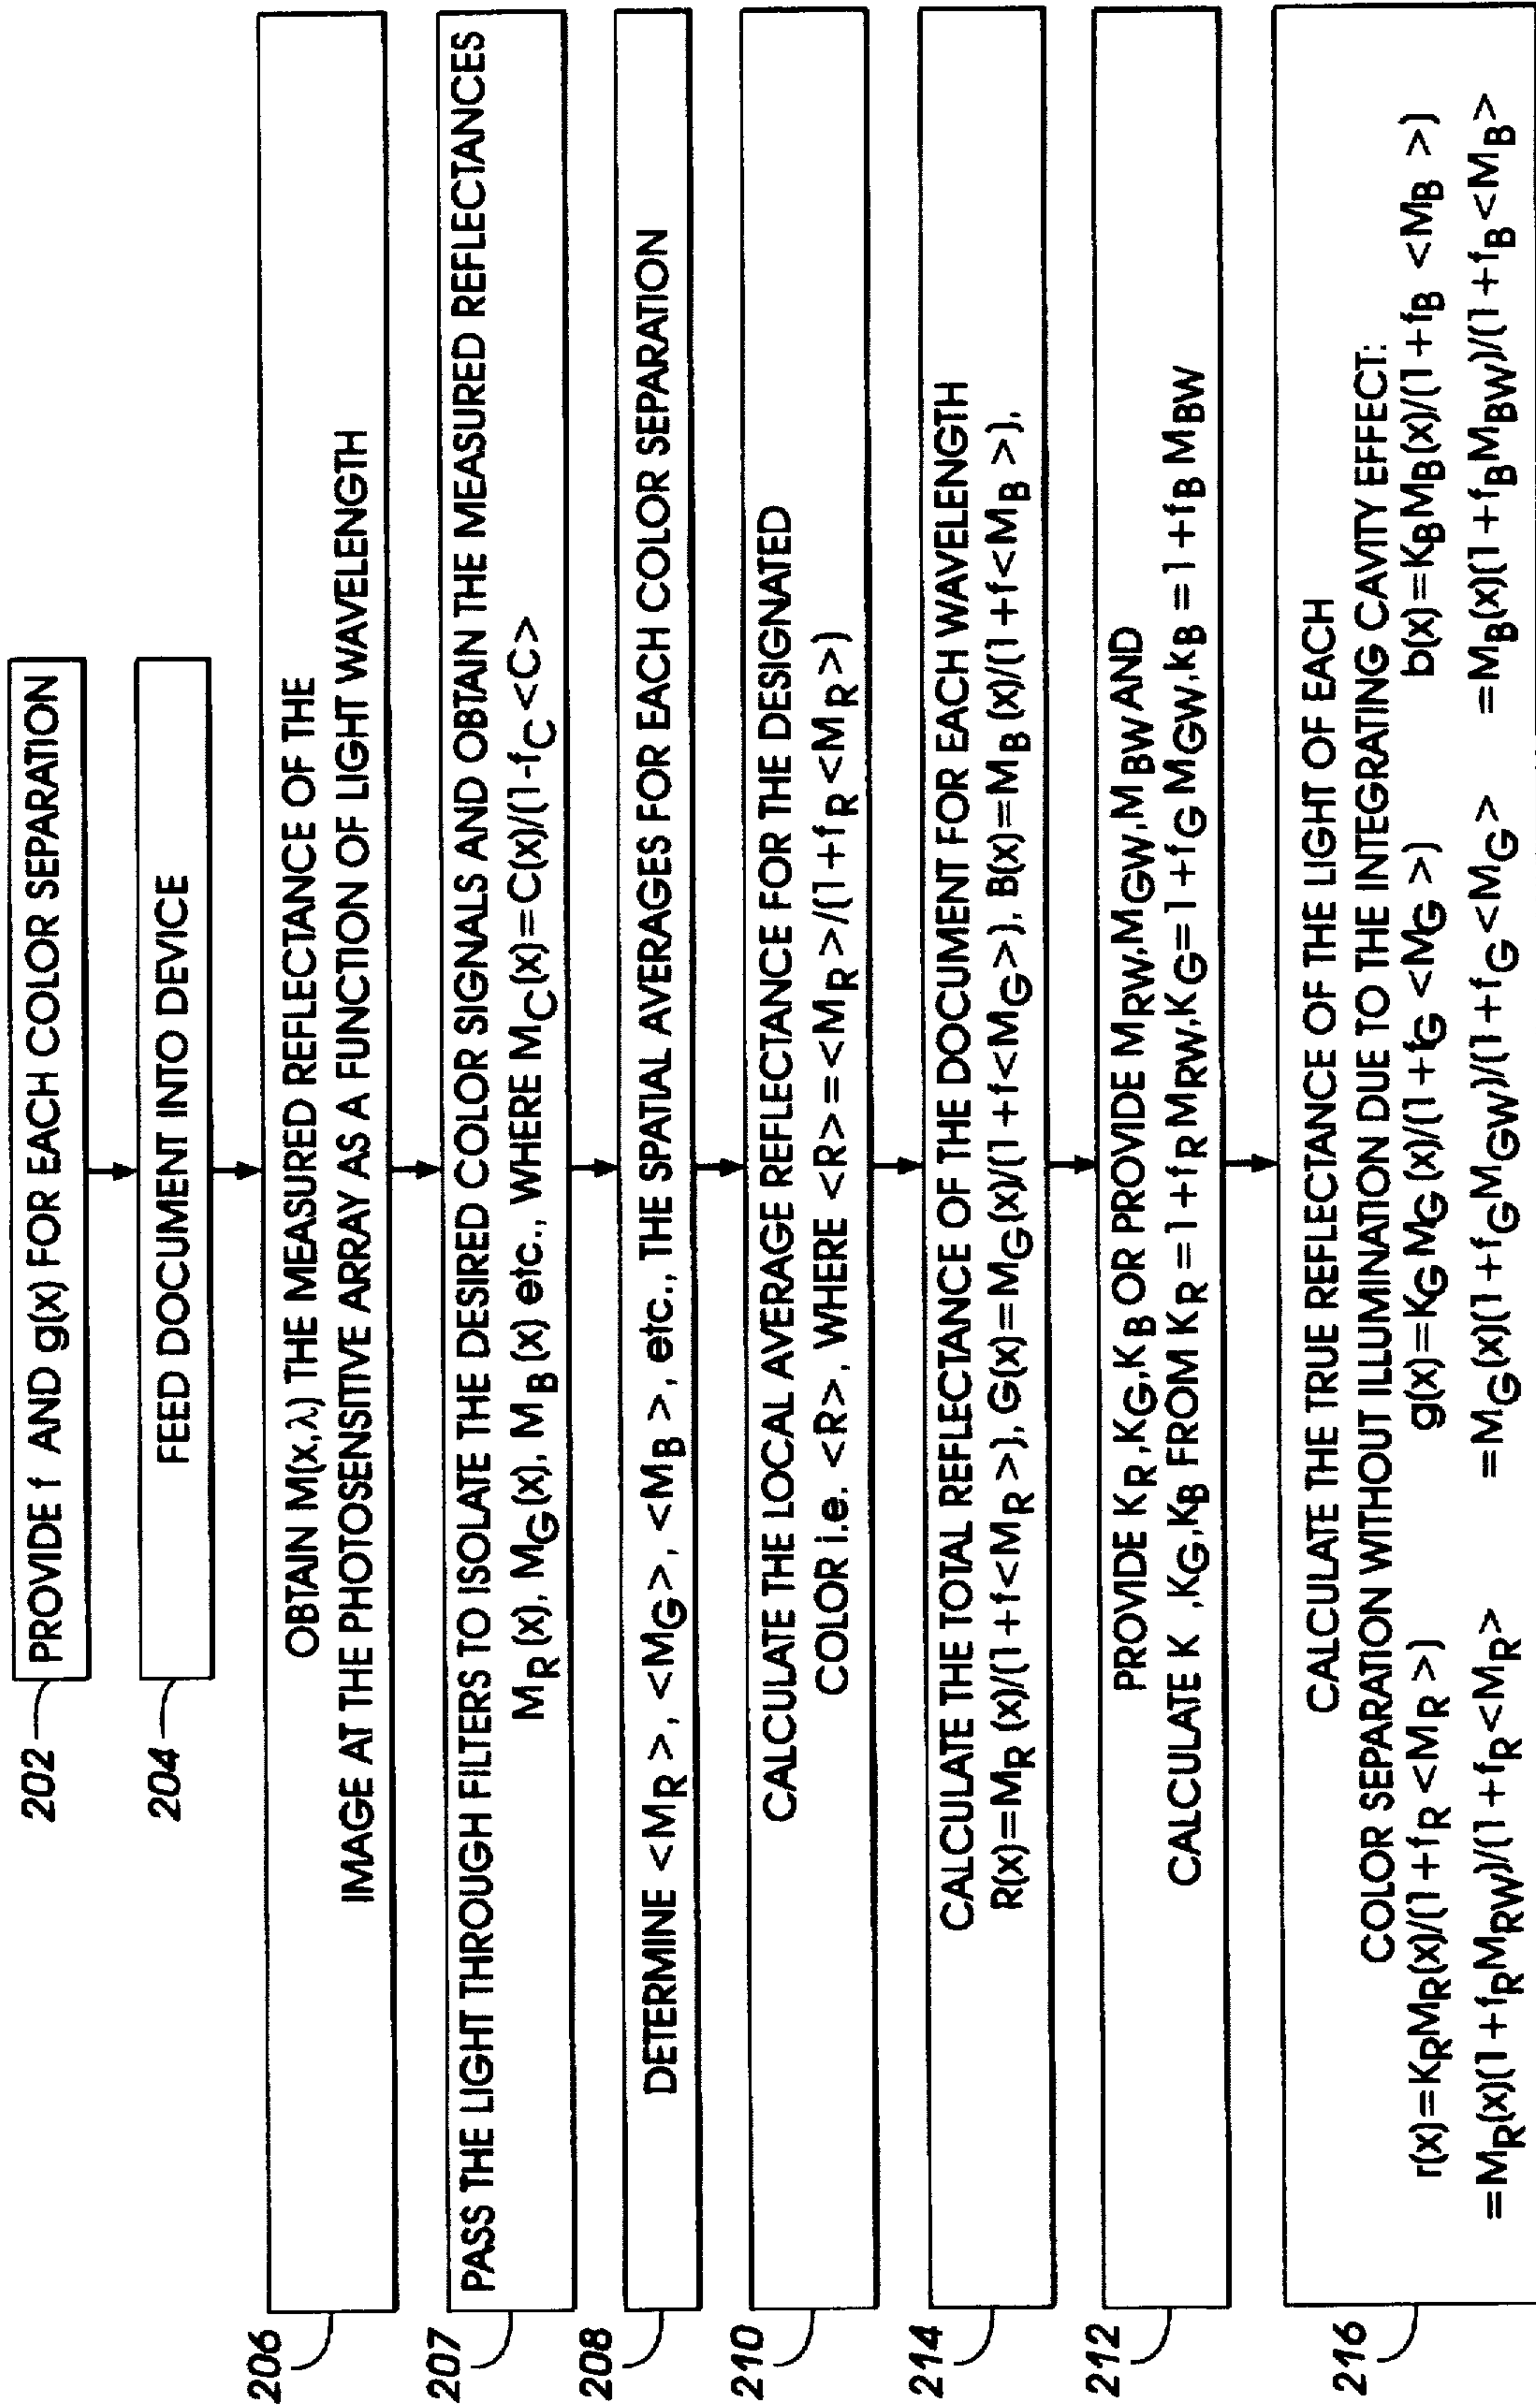 202
PROVIDE f AND g(x) FOR EACH COLOR SEPARATION
204
FEED DOCUMENT INTO DEVICE
206
OBTAIN M(x,λ) THE MEASURED REFLECTANCE OF THE
IMAGE AT THE PHOTOSENSITIVE ARRAY AS A FUNCTION OF LIGHT WAVELENGTH
207
PASS THE LIGHT THROUGH FILTERS TO ISOLATE THE DESIRED COLOR SIGNALS AND OBTAIN THE MEASURED REFLECTANCES
M_R(x), M_G(x), M_B(x) etc., WHERE M_C(x)=C(x)/(1-f_C<C>
208
DETERMINE <M_R>, <M_G>, <M_B>, etc., THE SPATIAL AVERAGES FOR EACH COLOR SEPARATION
210
CALCULATE THE LOCAL AVERAGE REFLECTANCE FOR THE DESIGNATED
COLOR i.e. <R>, WHERE <R>=<M_R>/(1+f_R<M_R>)
214
CALCULATE THE TOTAL REFLECTANCE OF THE DOCUMENT FOR EACH WAVELENGTH
R(x)=M_R(x)/(1+f<M_R>), G(x)=M_G(x)/(1+f<M_G>), B(x)=M_B(x)/(1+f<M_B>),
212
PROVIDE K_R,K_G,K_B OR PROVIDE M_RW,M_GW,M_BW AND
CALCULATE K ,K_G,K_B FROM K_R=1+f_RM_RW,K_G=1+f_GM_GW,k_B=1+f_BM_BW
216
CALCULATE THE TRUE REFLECTANCE OF THE LIGHT OF EACH
COLOR SEPARATION WITHOUT ILLUMINATION DUE TO THE INTEGRATING CAVITY EFFECT:
r(x)=K_RM_R(x)/(1+f_R<M_R>) g(x)=K_GM_G(x)/(1+f_G<M_G>) b(x)=K_BM_B(x)/(1+f_B<M_B>)
=M_R(x)(1+f_RM_RW)/(1+f_R<M_R> =M_G(x)(1+f_GM_GW)/(1+f_G<M_G> =M_B(x)(1+f_BM_BW)/(1+f_B<M_B>